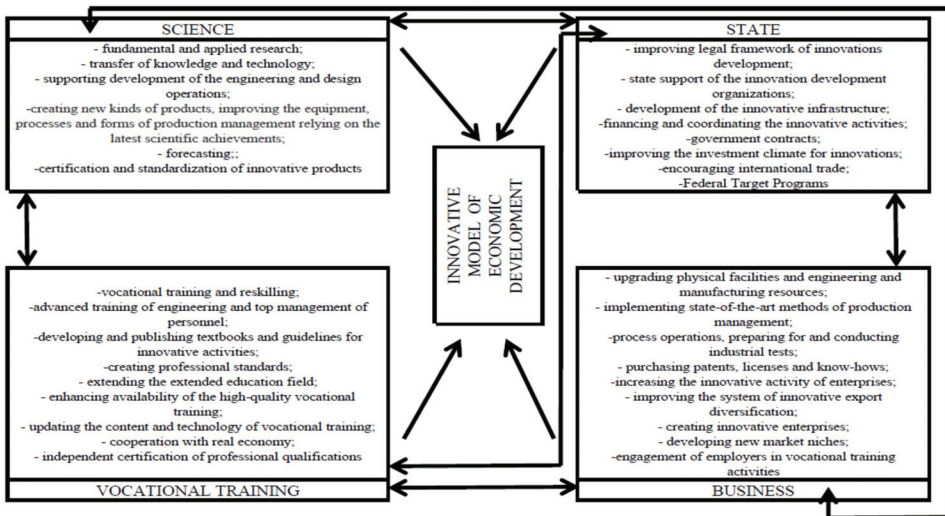 SCIENCE
- fundamental and applied research;
- transfer of knowledge and technology;
- supporting development of the engineering and design
operations;
-creating new kinds of products, improving the equipment,
processes and forms of production management relying on the
latest scientific achievements;
- forecasting;;
-certification and standardization of innovative products
STATE
- improving legal framework of innovations
development;
- state support of the innovation development
organizations;
- development of the innovative infrastructure;
-financing and coordinating the innovative activities;
-government contracts;
-improving the investment climate for innovations;
-encouraging international trade;
-Federal Target Programs
INNOVATIVE
MODEL OF
ECONOMIC
DEVELOPMENT
-vocational training and reskilling;
-advanced training of engineering and top management of
personnel;
-developing and publishing textbooks and guidelines for
innovative activities;
-creating professional standards;
- extending the extended education field;
- enhancing availability of the high-quality vocational
training;
- updating the content and technology of vocational training;
- cooperation with real economy;
- independent certification of professional qualifications
VOCATIONAL TRAINING
- upgrading physical facilities and engineering and
manufacturing resources;
- implementing state-of-the-art methods of production
management;
-process operations, preparing for and conducting
industrial tests;
- purchasing patents, licenses and know-hows;
-increasing the innovative activity of enterprises;
- improving the system of innovative export
diversification;
- creating innovative enterprises;
- developing new market niches;
-engagement of employers in vocational training
activities
BUSINESS